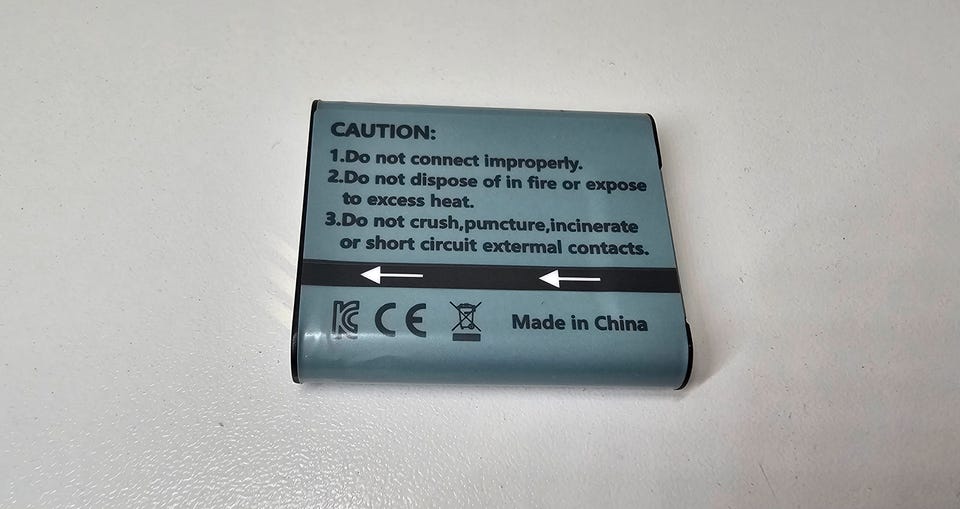 CAUTION:
1.Do not connect improperly.
2.Do not dispose of in fire or expose
to excess heat.
3.Do not crush,puncture,incinerate
or short circuit extermal contacts.
KC CE Made in China